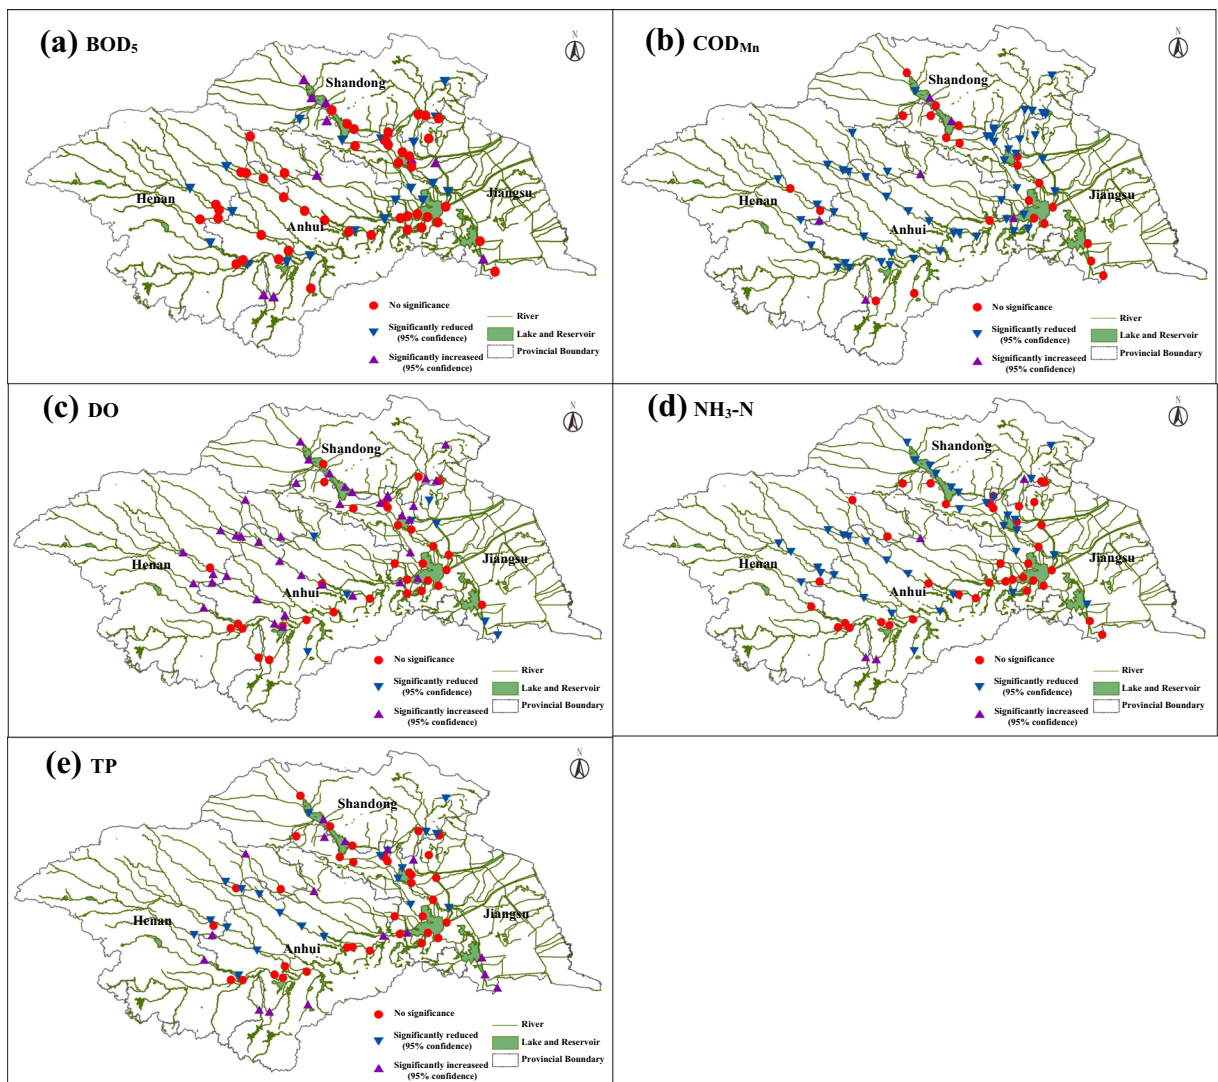 (a) BOD₅
N
Shandong
Henan
Anhui
Jiangsu
No significance
Significantly reduced
(95% confidence)
Significantly increaseed
(95% confidence)
River
Lake and Reservoir
Provincial Boundary
(b) CODMn
N
Shandong
Henan
Anhui
Jiangsu
No significance
Significantly reduced
(95% confidence)
Significantly increaseed
(95% confidence)
River
Lake and Reservoir
Provincial Boundary
(c) DO
N
Shandong
Henan
Anhui
Jiangsu
No significance
Significantly reduced
(95% confidence)
Significantly increaseed
(95% confidence)
River
Lake and Reservoir
Provincial Boundary
(d) NH₃-N
N
Shandong
Henan
Anhui
Jiangsu
No significance
Significantly reduced
(95% confidence)
Significantly increaseed
(95% confidence)
River
Lake and Reservoir
Provincial Boundary
(e) TP
N
Shandong
Henan
Anhui
Jiangsu
No significance
Significantly reduced
(95% confidence)
Significantly increaseed
(95% confidence)
River
Lake and Reservoir
Provincial Boundary